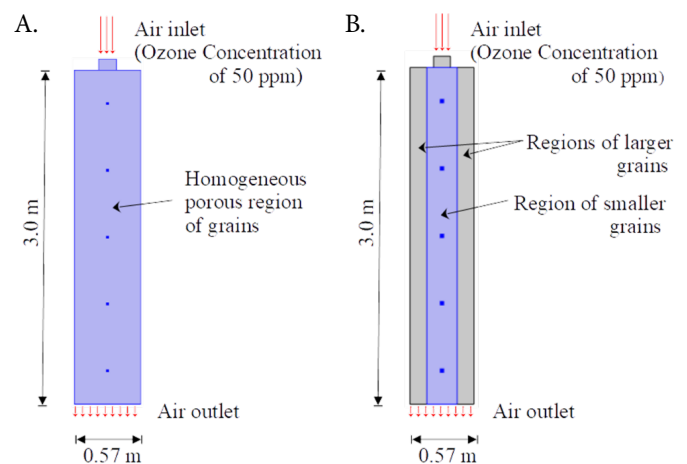 A.
Air inlet
(Ozone Concentration
of 50 ppm)
3.0 m
Homogeneous
porous region
of grains
Air outlet
0.57 m
B.
Air inlet
(Ozone Concentration
of 50 ppm)
3.0 m
Regions of larger
grains
Region of smaller
grains
Air outlet
0.57 m